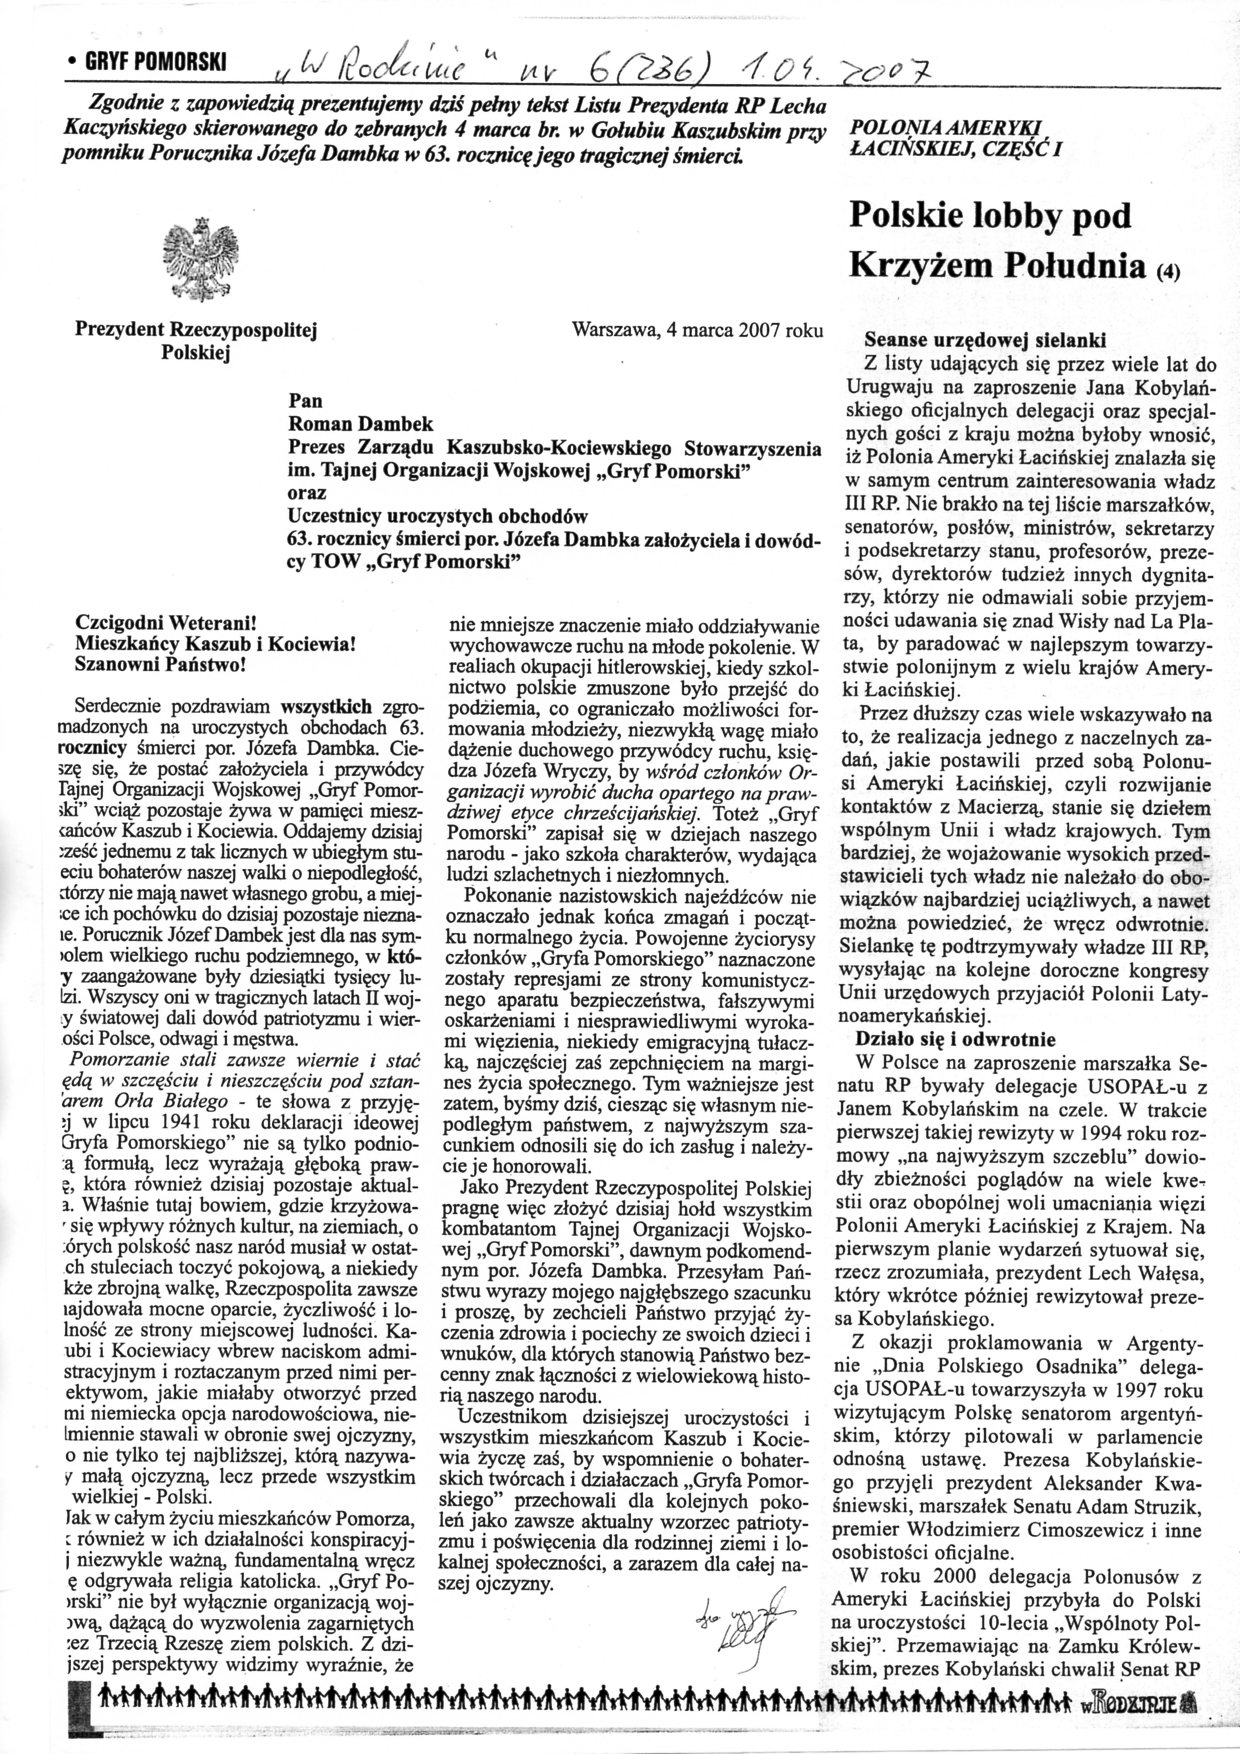 • GRYF POMORSKI
„W Rodzinie" nr 6(236) 1.04.2007
Zgodnie z zapowiedzią prezentujemy dziś pełny tekst Listu Prezydenta RP Lecha
Kaczyńskiego skierowanego do zebranych 4 marca br. w Gołubiu Kaszubskim przy
pomniku Porucznika Józefa Dambka w 63. rocznicę jego tragicznej śmierci.
Prezydent Rzeczypospolitej
Polskiej
Warszawa, 4 marca 2007 roku
Pan
Roman Dambek
Prezes Zarządu Kaszubsko-Kociewskiego Stowarzyszenia
im. Tajnej Organizacji Wojskowej „Gryf Pomorski”
oraz
Uczestnicy uroczystych obchodów
63. rocznicy śmierci por. Józefa Dambka założyciela i dowód-
cy TOW „Gryf Pomorski”
Czcigodni Weterani!
Mieszkańcy Kaszub i Kociewia!
Szanowni Państwo!
Serdecznie pozdrawiam wszystkich zgro-
madzonych na uroczystych obchodach 63.
rocznicy śmierci por. Józefa Dambka. Cie-
szę się, że postać założyciela i przywódcy
Tajnej Organizacji Wojskowej „Gryf Pomor-
ski” wciąż pozostaje żywa w pamięci miesz-
kańców Kaszub i Kociewia. Oddajemy dzisiaj
cześć jednemu z tak licznych w ubiegłym stu-
eciu bohaterów naszej walki o niepodległość,
którzy nie mają nawet własnego grobu, a miej-
sce ich pochówku do dzisiaj pozostaje niezna-
ne. Porucznik Józef Dambek jest dla nas sym-
bolem wielkiego ruchu podziemnego, w któ-
y zaangażowane były dziesiątki tysięcy lu-
dzi. Wszyscy oni w tragicznych latach II woj-
y światowej dali dowód patriotyzmu i wier-
ości Polsce, odwagi i męstwa.
Pomorzanie stali zawsze wiernie i stać
ędą w szczęściu i nieszczęściu pod sztan-
arem Orła Białego - te słowa z przyję-
ej w lipcu 1941 roku deklaracji ideowej
Gryfa Pomorskiego” nie są tylko podnio-
ą formułą, lecz wyrażają głęboką praw-
ę, która również dzisiaj pozostaje aktual-
a. Właśnie tutaj bowiem, gdzie krzyżowa-
się wpływy różnych kultur, na ziemiach, o
órych polskość nasz naród musiał w ostat-
ch stuleciach toczyć pokojową, a niekiedy
kże zbrojną walkę, Rzeczpospolita zawsze
ajdowała mocne oparcie, życzliwość i lo-
lność ze strony miejscowej ludności. Ka-
ubi i Kociewiacy wbrew naciskom admi-
stracyjnym i roztaczanym przed nimi per-
ektywom, jakie miałaby otworzyć przed
mi niemiecka opcja narodowościowa, nie-
miennie stawali w obronie swej ojczyzny,
o nie tylko tej najbliższej, którą nazywa-
y małą ojczyzną, lecz przede wszystkim
wielkiej - Polski.
Jak w całym życiu mieszkańców Pomorza,
również w ich działalności konspiracyj-
j niezwykle ważną, fundamentalną wręcz
ę odgrywała religia katolicka. „Gryf Po-
rski” nie był wyłącznie organizacją woj-
ową, dążącą do wyzwolenia zagarniętych
ez Trzecią Rzeszę ziem polskich. Z dzi-
jszej perspektywy widzimy wyraźnie, że
nie mniejsze znaczenie miało oddziaływanie
wychowawcze ruchu na młode pokolenie. W
realiach okupacji hitlerowskiej, kiedy szkol-
nictwo polskie zmuszone było przejść do
podziemia, co ograniczało możliwości for-
mowania młodzieży, niezwykłą wagę miało
dążenie duchowego przywódcy ruchu, księ-
dza Józefa Wryczy, by wśród członków Or-
ganizacji wyrobić ducha opartego na praw-
dziwej etyce chrześcijańskiej. Toteż „Gryf
Pomorski” zapisał się w dziejach naszego
narodu - jako szkoła charakterów, wydająca
ludzi szlachetnych i niezłomnych.
Pokonanie nazistowskich najeźdźców nie
oznaczało jednak końca zmagań i począt-
ku normalnego życia. Powojenne życiorysy
członków „Gryfa Pomorskiego” naznaczone
zostały represjami ze strony komunistycz-
nego aparatu bezpieczeństwa, fałszywymi
oskarżeniami i niesprawiedliwymi wyroka-
mi więzienia, niekiedy emigracyjną tułacz-
ką, najczęściej zaś zepchnięciem na margi-
nes życia społecznego. Tym ważniejsze jest
zatem, byśmy dziś, ciesząc się własnym nie-
podległym państwem, z najwyższym sza-
cunkiem odnosili się do ich zasług i należy-
cie je honorowali.
Jako Prezydent Rzeczypospolitej Polskiej
pragnę więc złożyć dzisiaj hołd wszystkim
kombatantom Tajnej Organizacji Wojsko-
wej „Gryf Pomorski”, dawnym podkomend-
nym por. Józefa Dambka. Przesyłam Pań-
stwu wyrazy mojego najgłębszego szacunku
i proszę, by zechcieli Państwo przyjąć ży-
czenia zdrowia i pociechy ze swoich dzieci i
wnuków, dla których stanowią Państwo bez-
cenny znak łączności z wielowiekową histo-
rią naszego narodu.
Uczestnikom dzisiejszej uroczystości i
wszystkim mieszkańcom Kaszub i Kocie-
wia życzę zaś, by wspomnienie o bohater-
skich twórcach i działaczach „Gryfa Pomor-
skiego” przechowali dla kolejnych poko-
leń jako zawsze aktualny wzorzec patrioty-
zmu i poświęcenia dla rodzinnej ziemi i lo-
kalnej społeczności, a zarazem dla całej na-
szej ojczyzny.
POLONIA AMERYKI
ŁACIŃSKIEJ, CZĘŚĆ I
Polskie lobby pod
Krzyżem Południa (4)
Seanse urzędowej sielanki
Z listy udających się przez wiele lat do
Urugwaju na zaproszenie Jana Kobylań-
skiego oficjalnych delegacji oraz specjal-
nych gości z kraju można byłoby wnosić,
iż Polonia Ameryki Łacińskiej znalazła się
w samym centrum zainteresowania władz
III RP. Nie brakło na tej liście marszałków,
senatorów, posłów, ministrów, sekretarzy
i podsekretarzy stanu, profesorów, preze-
sów, dyrektorów tudzież innych dygnita-
rzy, którzy nie odmawiali sobie przyjem-
ności udawania się znad Wisły nad La Pla-
ta, by paradować w najlepszym towarzy-
stwie polonijnym z wielu krajów Amery-
ki Łacińskiej.
Przez dłuższy czas wiele wskazywało na
to, że realizacja jednego z naczelnych za-
dań, jakie postawili przed sobą Polonu-
si Ameryki Łacińskiej, czyli rozwijanie
kontaktów z Macierzą, stanie się dziełem
wspólnym Unii i władz krajowych. Tym
bardziej, że wojażowanie wysokich przed-
stawicieli tych władz nie należało do obo-
wiązków najbardziej uciążliwych, a nawet
można powiedzieć, że wręcz odwrotnie.
Sielankę tę podtrzymywały władze III RP,
wysyłając na kolejne doroczne kongresy
Unii urzędowych przyjaciół Polonii Laty-
noamerykańskiej.
Działo się i odwrotnie
W Polsce na zaproszenie marszałka Se-
natu RP bywały delegacje USOPAŁ-u z
Janem Kobylańskim na czele. W trakcie
pierwszej takiej rewizyty w 1994 roku roz-
mowy „na najwyższym szczeblu” dowio-
dły zbieżności poglądów na wiele kwe-
stii oraz obopólnej woli umacniania więzi
Polonii Ameryki Łacińskiej z Krajem. Na
pierwszym planie wydarzeń sytuował się,
rzecz zrozumiała, prezydent Lech Wałęsa,
który wkrótce później rewizytował preze-
sa Kobylańskiego.
Z okazji proklamowania w Argenty-
nie „Dnia Polskiego Osadnika” delega-
cja USOPAŁ-u towarzyszyła w 1997 roku
wizytującym Polskę senatorom argentyń-
skim, którzy pilotowali w parlamencie
odnośną ustawę. Prezesa Kobylańskie-
go przyjęli prezydent Aleksander Kwa-
śniewski, marszałek Senatu Adam Struzik,
premier Włodzimierz Cimoszewicz i inne
osobistości oficjalne.
W roku 2000 delegacja Polonusów z
Ameryki Łacińskiej przybyła do Polski
na uroczystości 10-lecia „Wspólnoty Pol-
skiej”. Przemawiając na Zamku Królew-
skim, prezes Kobylański chwalił Senat RP
wRODZINIE